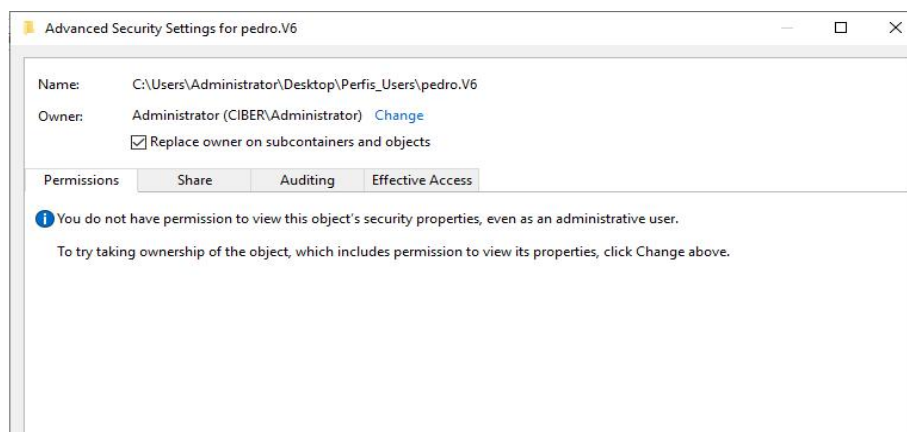 Advanced Security Settings for pedro.V6
Name: C:\Users\Administrator\Desktop\Perfis_Users\pedro.V6
Owner: Administrator (CIBER\Administrator) Change
Replace owner on subcontainers and objects
Permissions Share Auditing Effective Access
You do not have permission to view this object's security properties, even as an administrative user.
To try taking ownership of the object, which includes permission to view its properties, click Change above.